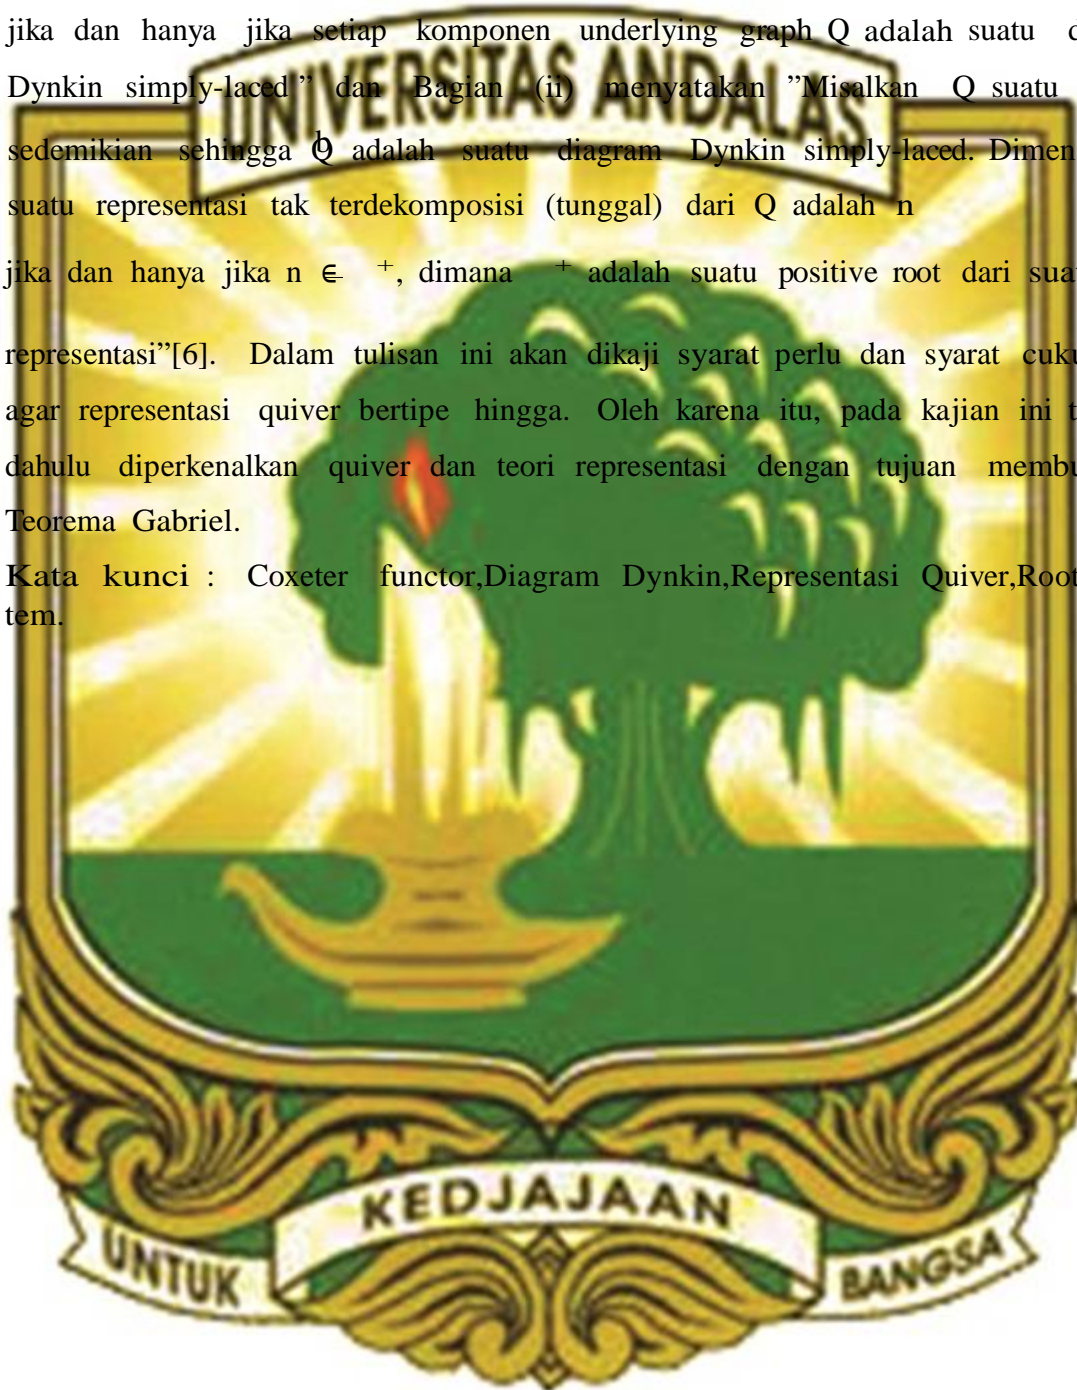 jika dan hanya jika setiap komponen underlying graph Q adalah suatu d
Dynkin simply-laced ” dan Bagian (ii) menyatakan ”Misalkan Q suatu
sedemikian sehingga Q b adalah suatu diagram Dynkin simply-laced. Dimen
suatu representasi tak terdekomposisi (tunggal) dari Q adalah n
jika dan hanya jika n ∈ +, dimana + adalah suatu positive root dari sua
representasi”[6]. Dalam tulisan ini akan dikaji syarat perlu dan syarat cuku
agar representasi quiver bertipe hingga. Oleh karena itu, pada kajian ini t
dahulu diperkenalkan quiver dan teori representasi dengan tujuan membu
Teorema Gabriel.
Kata kunci : Coxeter functor,Diagram Dynkin,Representasi Quiver,Root
tem.
UNIVERSITAS ANDALAS
KEDJAJAAN
UNTUK
BANGSA